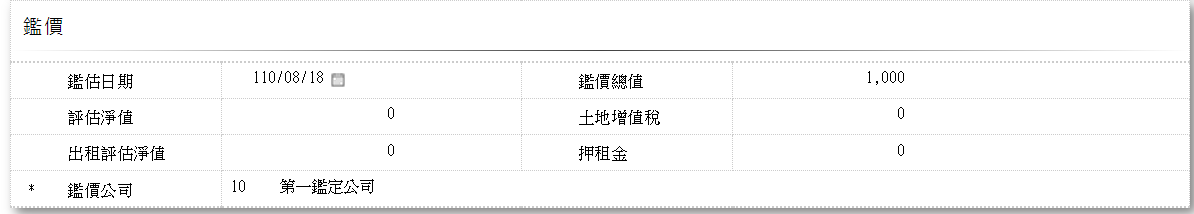 鑑價
鑑估日期 110/08/18 鑑價總值 1,000
評估淨值 0 土地增值稅 0
出租評估淨值 0 押租金 0
* 鑑價公司 10 第一鑑定公司